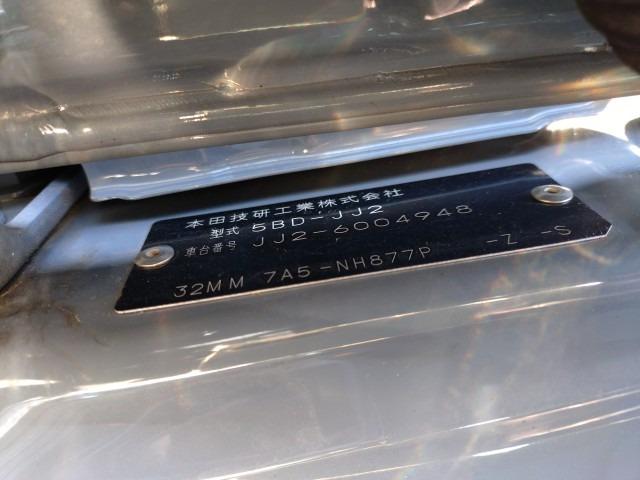 本田技研工業株式会社
型式 5BD-JJ2
車台番号 JJ2-6004948
32MM 7A5-NH877P -Z -S